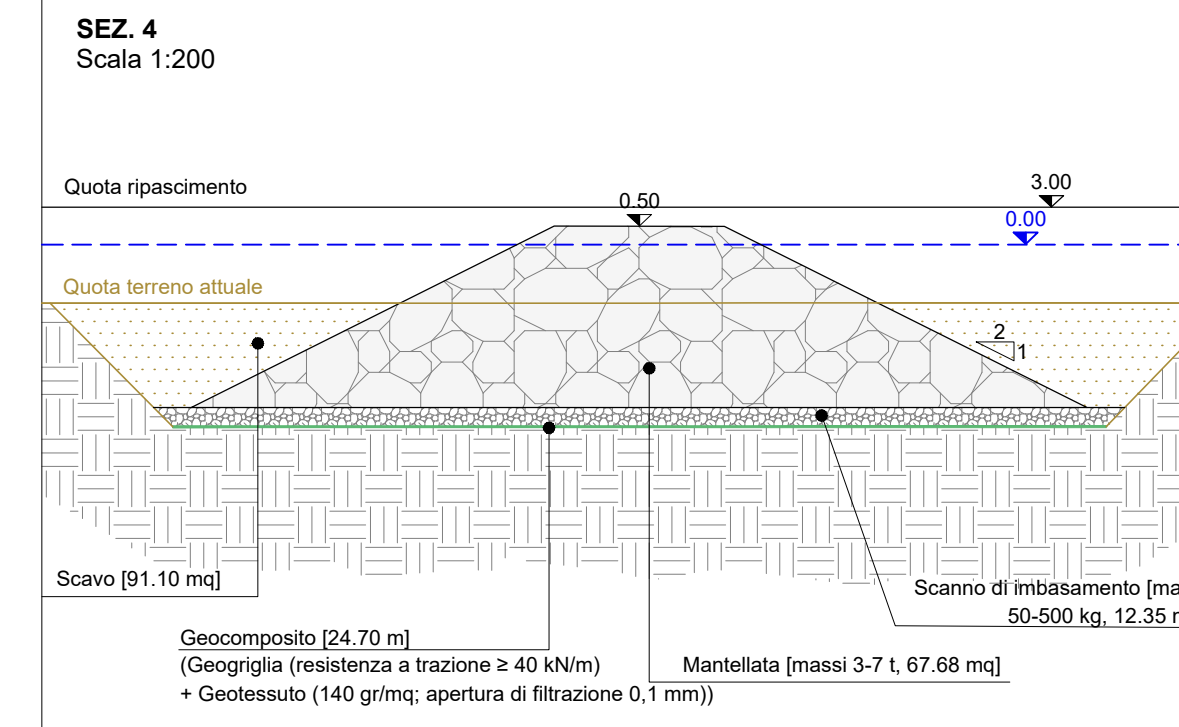 SEZ. 4
Scala 1:200
Quota ripascimento
0.50
3.00
0.00
Quota terreno attuale
2
1
Scavo [91.10 mq]
Scanno di imbasamento [ma
50-500 kg, 12.35
Geocomposito [24.70 m]
(Geogriglia (resistenza a trazione ≥ 40 kN/m)
+ Geotessuto (140 gr/mq; apertura di filtrazione 0,1 mm))
Mantellata [massi 3-7 t, 67.68 mq]